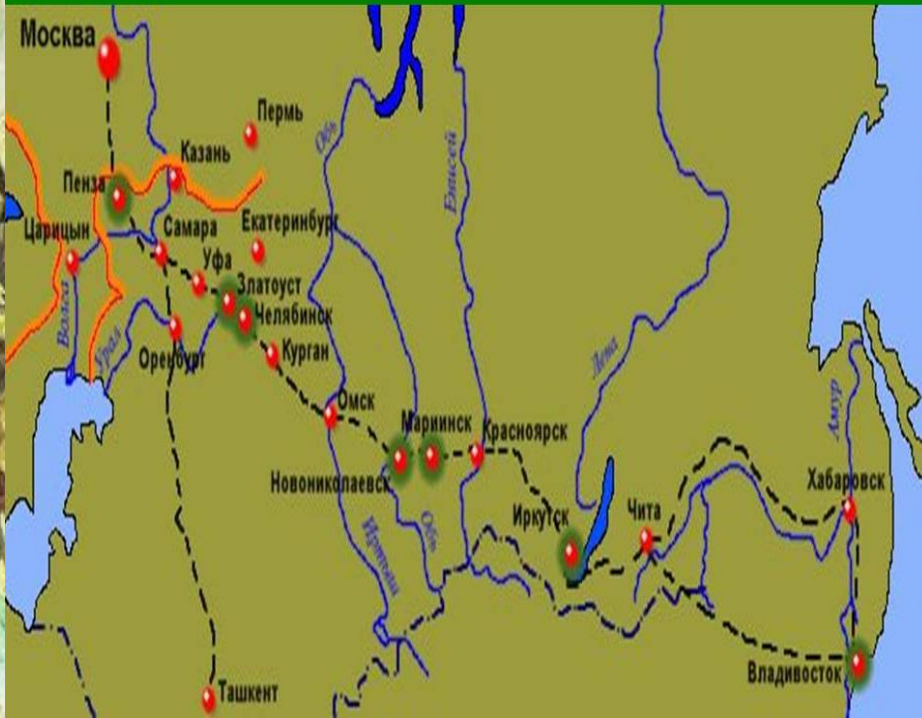 Москва
Пермь
Казань
Обь
Енисей
Пенза
Царицын
Самара
Екатеринбург
Уфа
Златоуст
Волга
Урал
Челябинск
Оренбург
Курган
Лена
Омск
Амур
Мариинск
Красноярск
Новониколаевск
Хабаровск
Обь
Иркутск
Чита
Иртыш
Владивосток
Ташкент